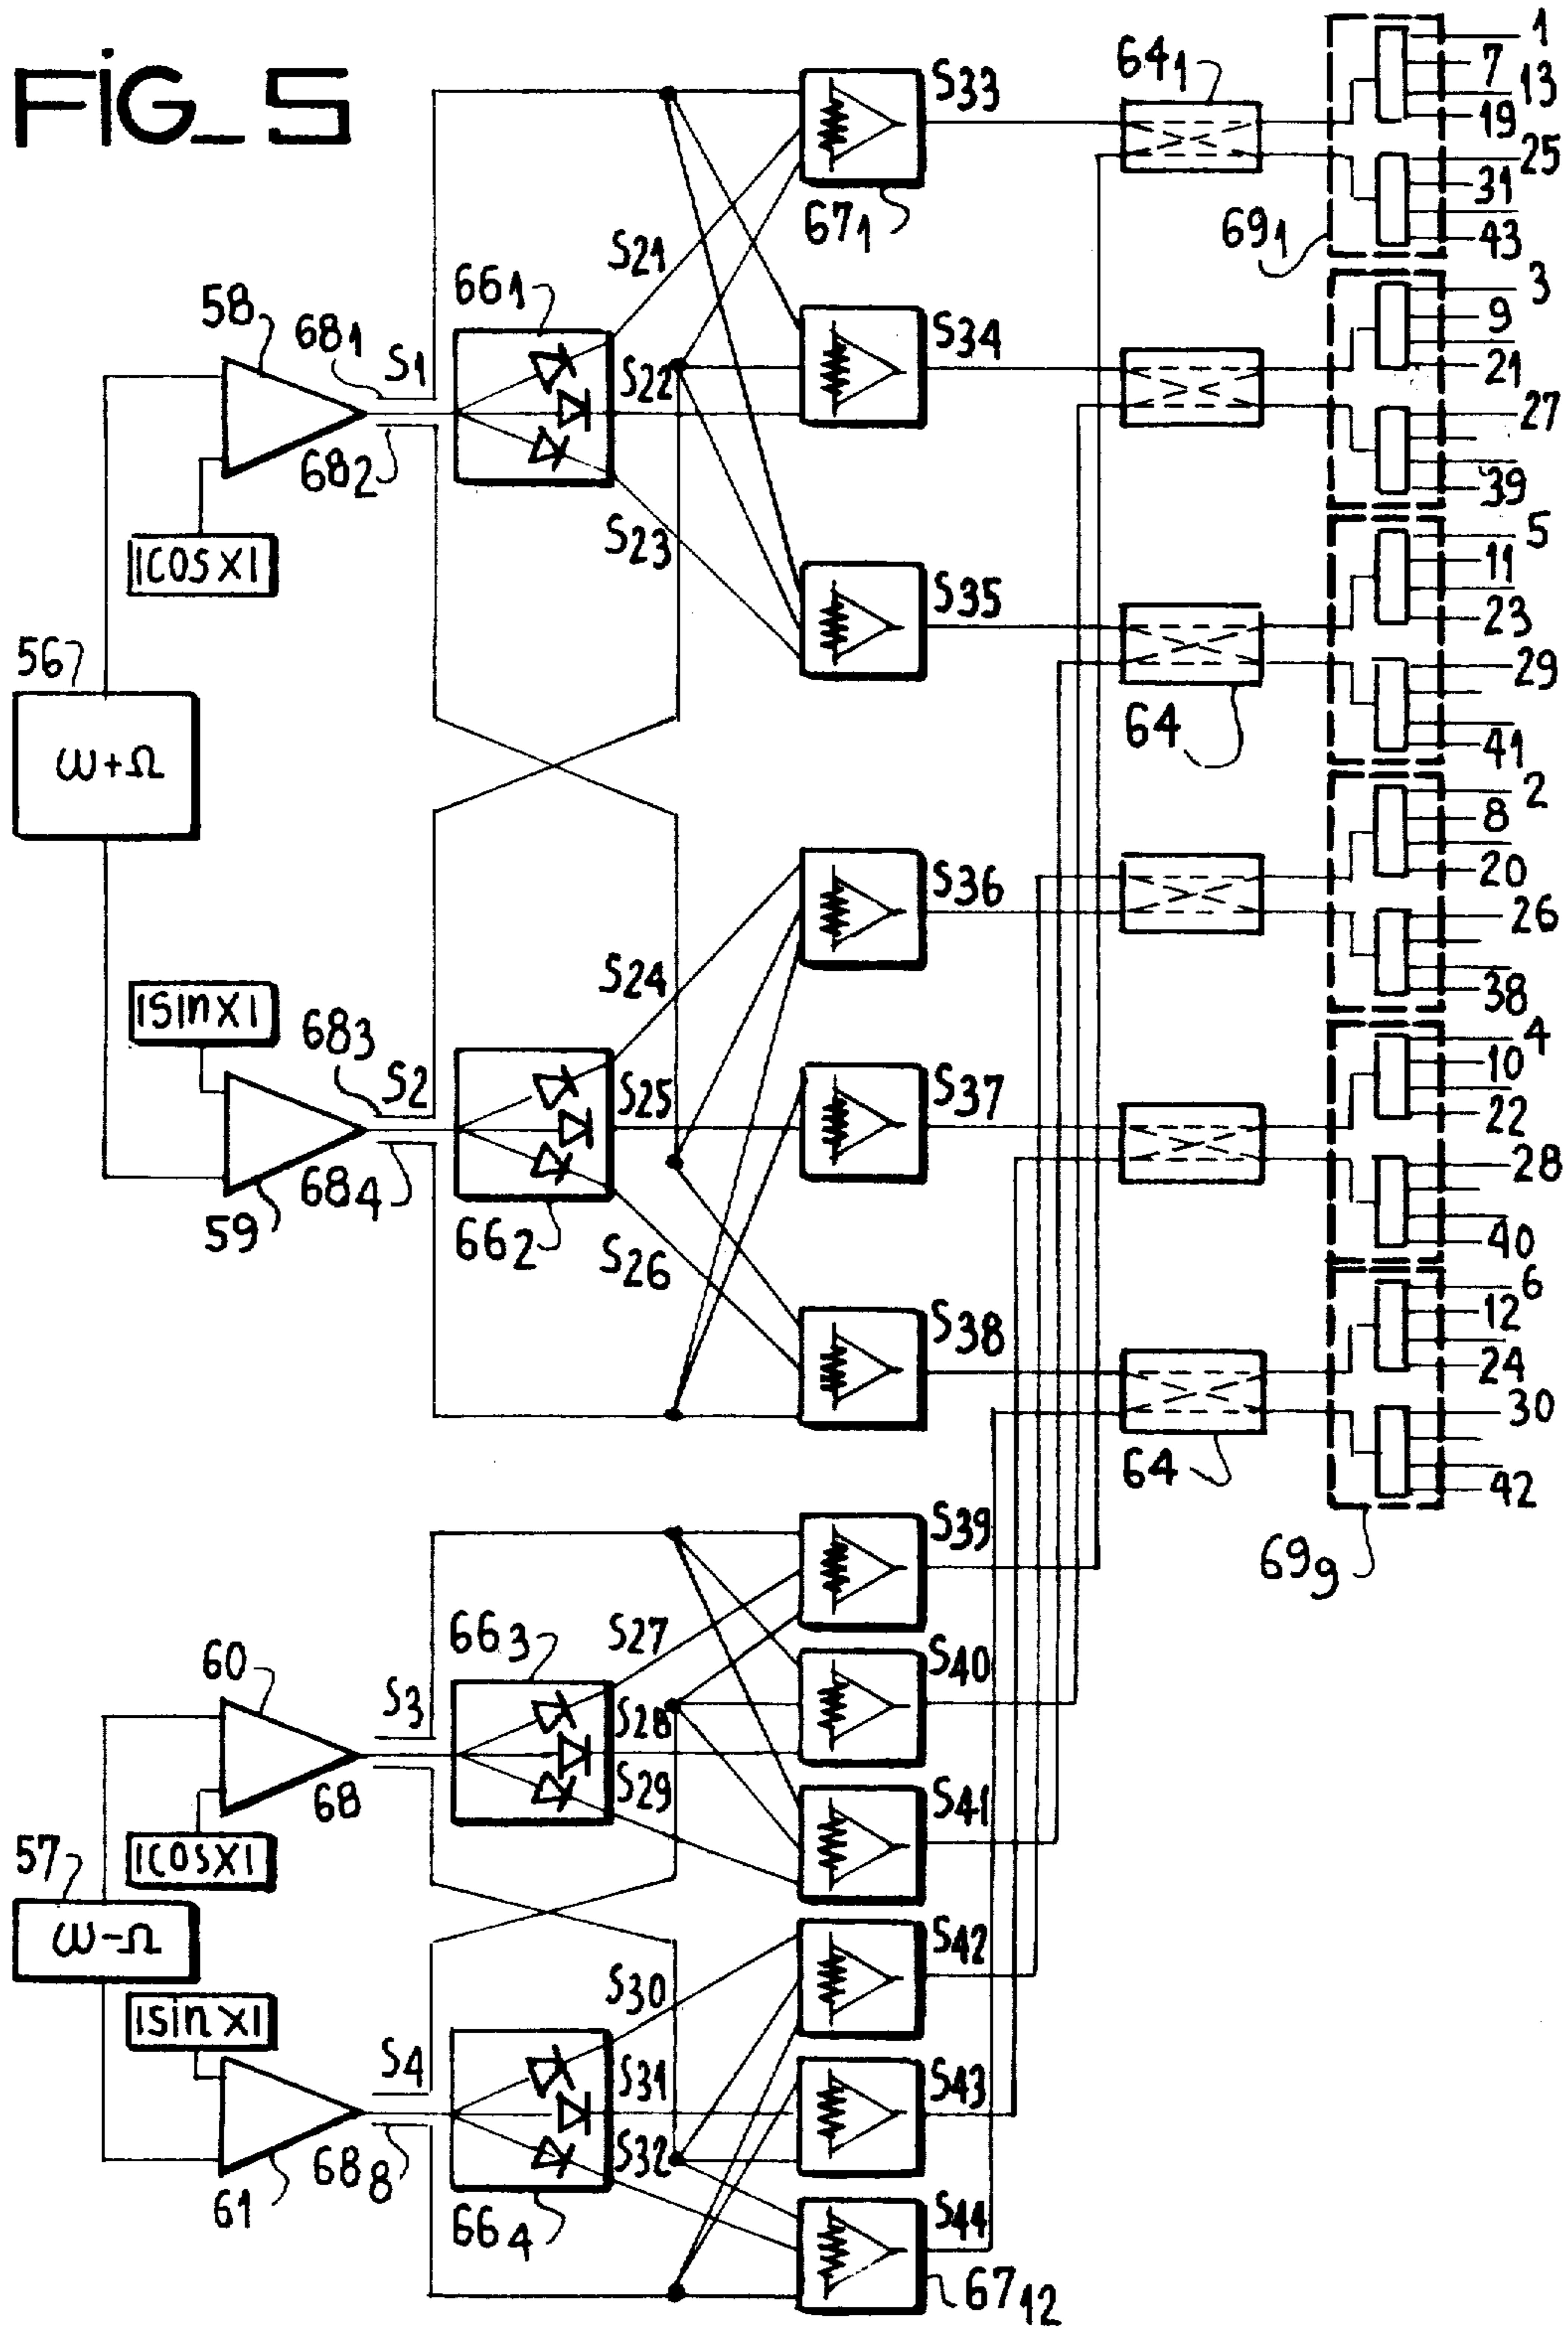 FiG_5
S33
64₁
1
7
13
19
25
31
43
67₁
69₁
S21
66₁
58
68₁
S1
S22
S34
3
9
21
27
39
68₂
S23
|COS X|
S35
5
11
23
29
41
64
56
ω+Ω
2
8
20
26
38
S36
S24
|Sin X|
68₃
S2
S25
S37
4
10
22
28
40
59
68₄
66₂
S26
S38
6
12
24
30
42
64
69₉
S39
66₃
S27
60
S3
S28
S40
68
S29
S41
|COS X|
57
ω-Ω
S42
S30
|Sin X|
S4
S31
S43
61
68₈
S32
66₄
S44
67₁₂